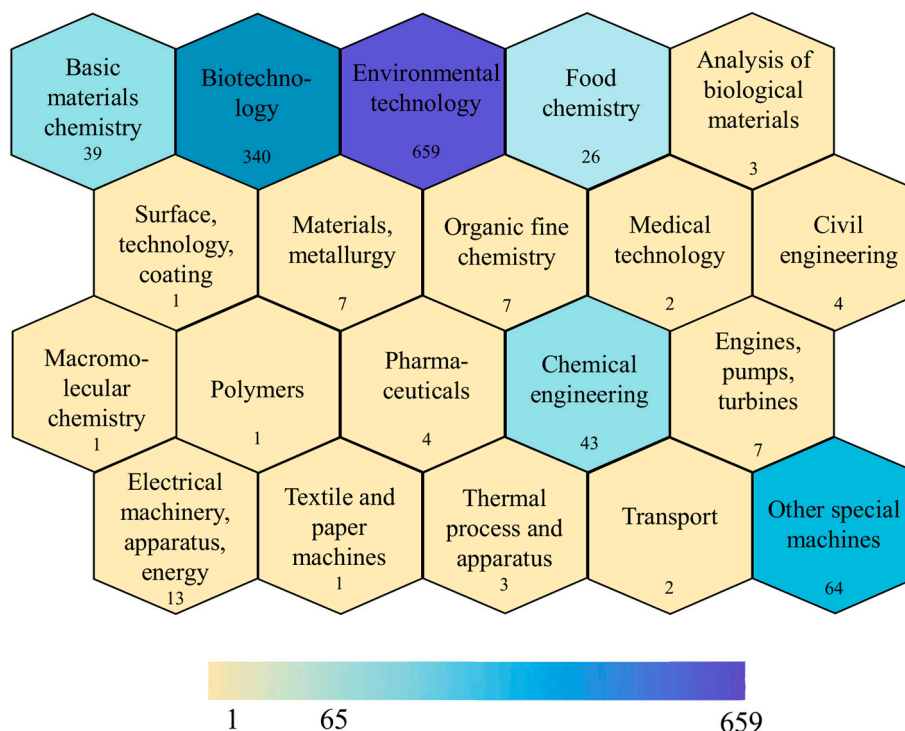 Basic
materials
chemistry
39
Biotechno-
logy
340
Environmental
technology
659
Food
chemistry
26
Analysis of
biological
materials
3
Surface,
technology,
coating
1
Materials,
metallurgy
7
Organic fine
chemistry
7
Medical
technology
2
Civil
engineering
4
Macromo-
lecular
chemistry
1
Polymers
1
Pharma-
ceuticals
4
Chemical
engineering
43
Engines,
pumps,
turbines
7
Electrical
machinery,
apparatus,
energy
13
Textile and
paper
machines
1
Thermal
process and
apparatus
3
Transport
2
Other special
machines
64
1 65 659